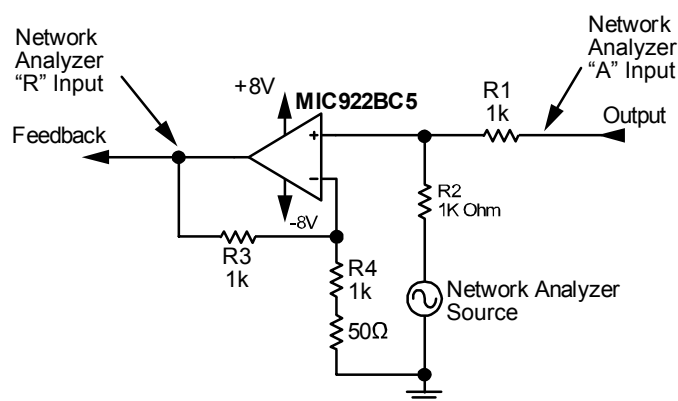 Network
Analyzer
“R” Input
Network
Analyzer
“A” Input
+8V
MIC922BC5
R1
1k
Output
Feedback
+
−
-8V
R2
1K Ohm
R3
1k
R4
1k
50Ω
Network Analyzer
Source